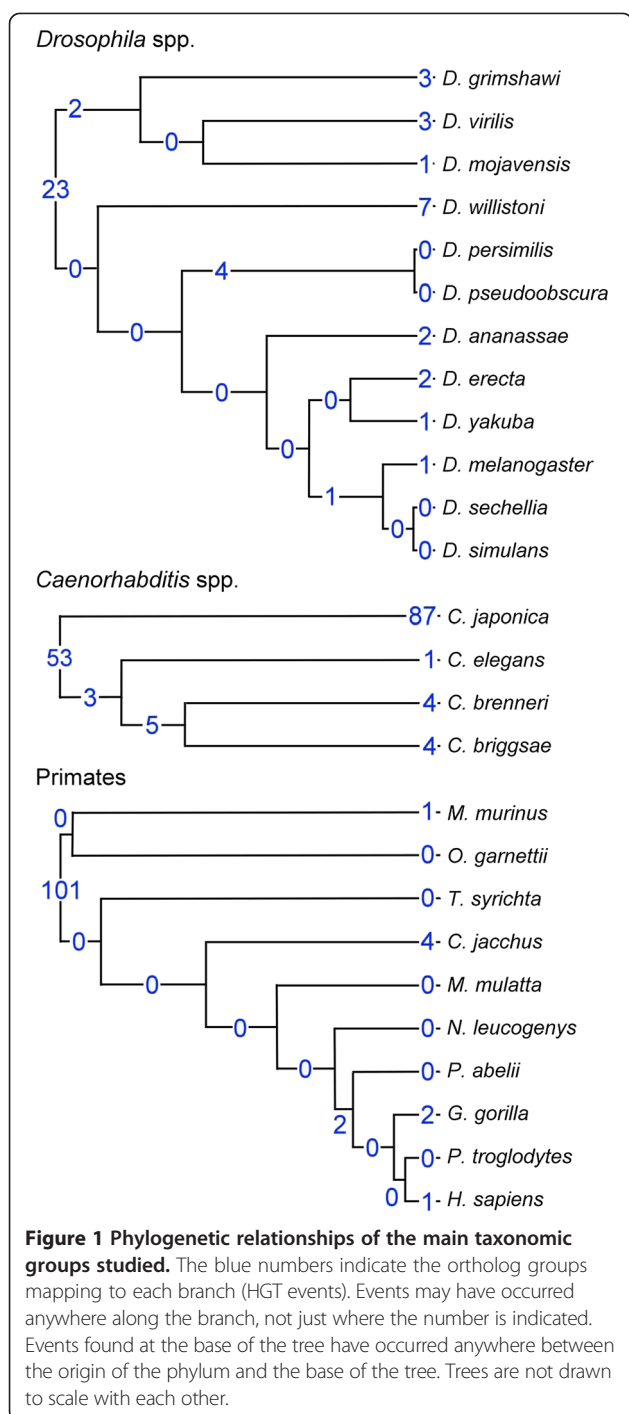 Drosophila spp.
3 D. grimshawi
2
3 D. virilis
0
1 D. mojavensis
23
7 D. willistoni
0 D. persimilis
0
4
0 D. pseudoobscura
0
2 D. ananassae
2 D. erecta
0
0
1 D. yakuba
0
1 D. melanogaster
1
0 D. sechellia
0
0 D. simulans
Caenorhabditis spp.
87 C. japonica
53
1 C. elegans
3
4 C. brenneri
5
4 C. briggsae
Primates
0
1 M. murinus
0 O. garnettii
101
0 T. syrichta
0
4 C. jacchus
0
0 M. mulatta
0
0 N. leucogenys
0
0 P. abelii
2
2 G. gorilla
0
0 P. troglodytes
0
1 H. sapiens
Figure 1 Phylogenetic relationships of the main taxonomic
groups studied. The blue numbers indicate the ortholog groups
mapping to each branch (HGT events). Events may have occurred
anywhere along the branch, not just where the number is indicated.
Events found at the base of the tree have occurred anywhere between
the origin of the phylum and the base of the tree. Trees are not drawn
to scale with each other.